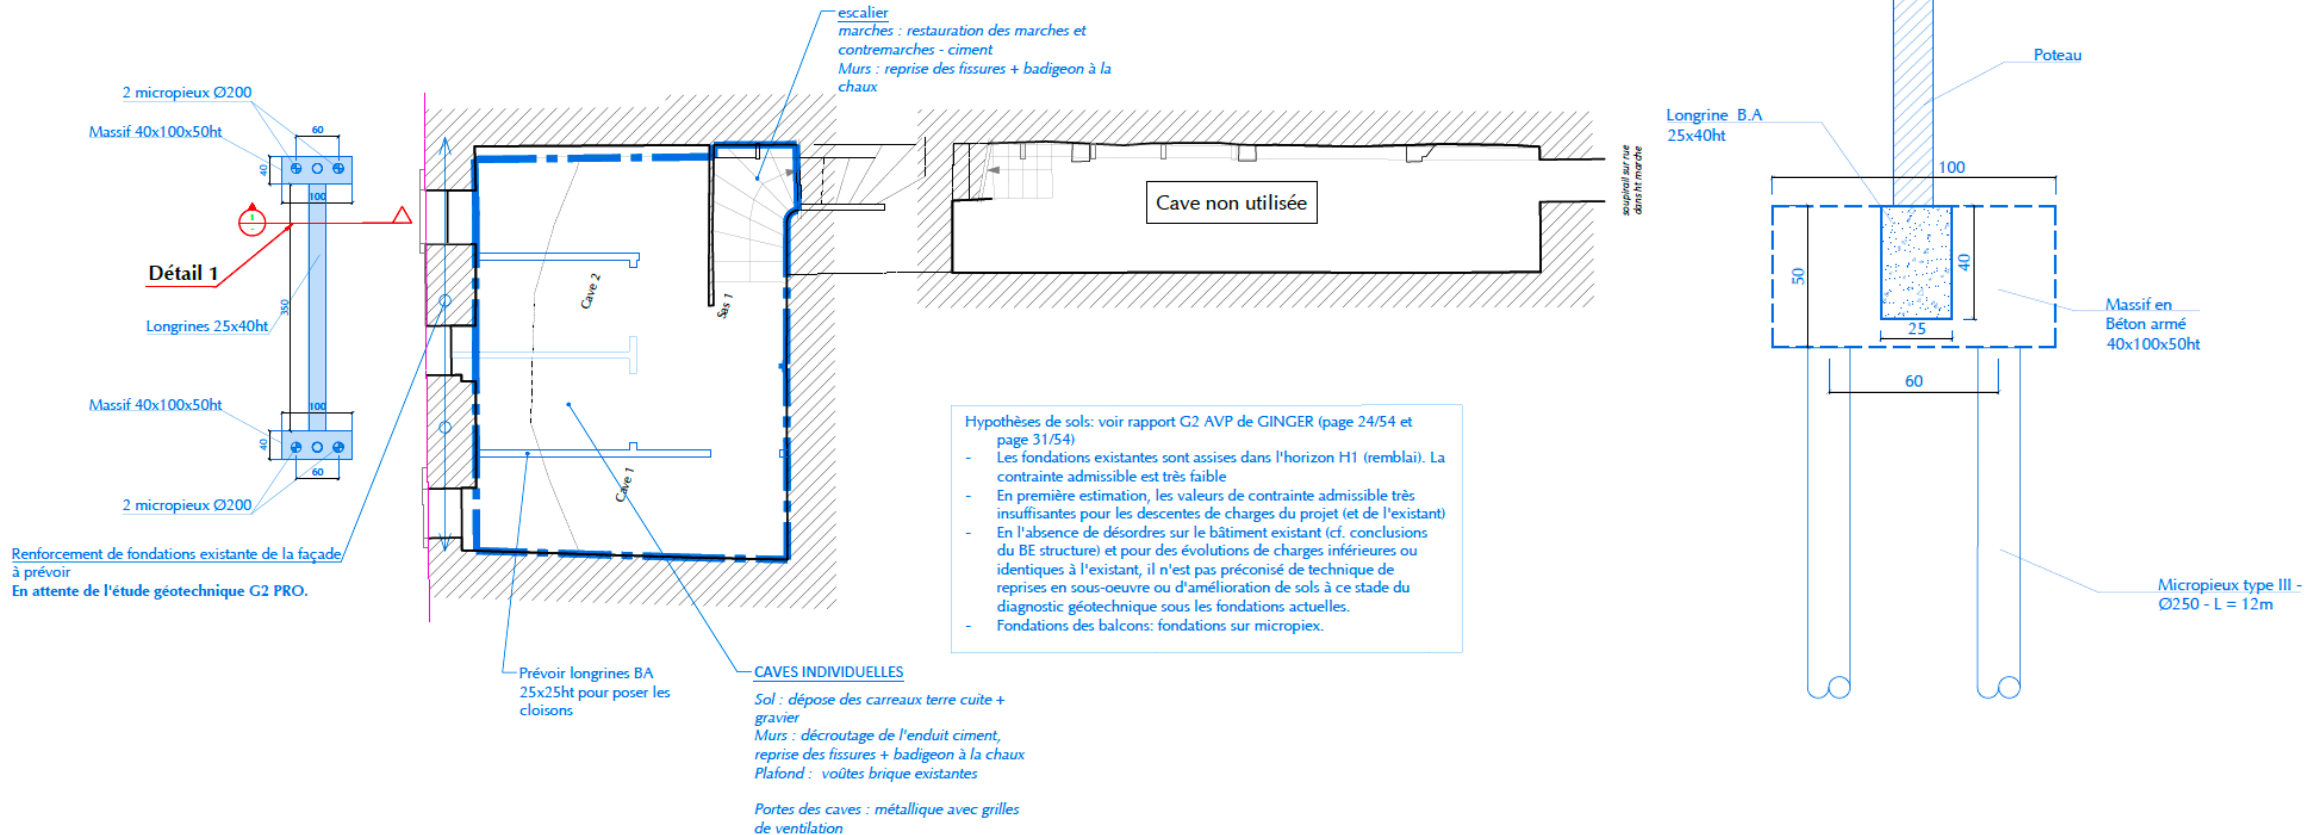 escalier
marches : restauration des marches et
contremarches - ciment
Murs : reprise des fissures + badigeon à la
chaux
2 micropieux Ø200
60
Massif 40x100x50ht
40
100
Détail 1
350
Longrines 25x40ht
Massif 40x100x50ht
100
40
60
2 micropieux Ø200
Renforcement de fondations existante de la façade
à prévoir
En attente de l'étude géotechnique G2 PRO.
Cave 2
Sas 1
Cave 1
Cave non utilisée
soupirail sur rue
dans ht marche
Prévoir longrines BA
25x25ht pour poser les
cloisons
CAVES INDIVIDUELLES
Sol : dépose des carreaux terre cuite +
gravier
Murs : décroutage de l'enduit ciment,
reprise des fissures + badigeon à la chaux
Plafond : voûtes brique existantes
Portes des caves : métallique avec grilles
de ventilation
Hypothèses de sols: voir rapport G2 AVP de GINGER (page 24/54 et
page 31/54)
- Les fondations existantes sont assises dans l'horizon H1 (remblai). La
contrainte admissible est très faible
- En première estimation, les valeurs de contrainte admissible très
insuffisantes pour les descentes de charges du projet (et de l'existant)
- En l'absence de désordres sur le bâtiment existant (cf. conclusions
du BE structure) et pour des évolutions de charges inférieures ou
identiques à l'existant, il n'est pas préconisé de technique de
reprises en sous-oeuvre ou d'amélioration de sols à ce stade du
diagnostic géotechnique sous les fondations actuelles.
- Fondations des balcons: fondations sur micropiex.
Poteau
Longrine B.A
25x40ht
100
50
40
25
60
Massif en
Béton armé
40x100x50ht
Micropieux type III -
Ø250 - L = 12m